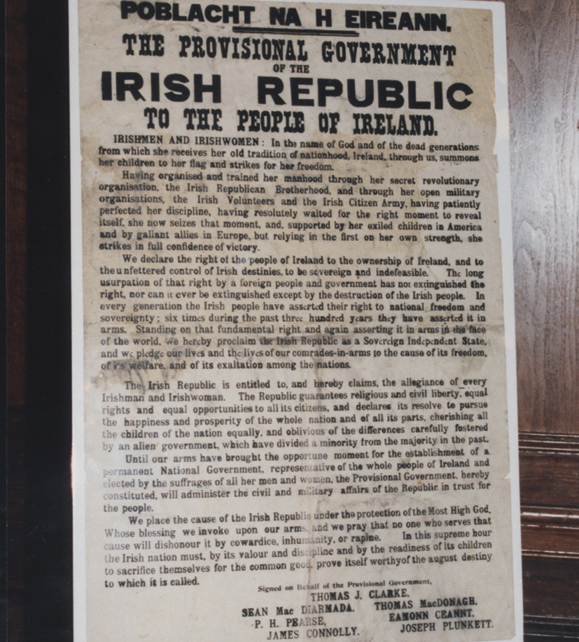 POBLACHT NA H EIREANN.
THE PROVISIONAL GOVERNMENT
OF THE
IRISH REPUBLIC
TO THE PEOPLE OF IRELAND.
IRISHMEN AND IRISHWOMEN: In the name of God and of the dead generations
from which she receives her old tradition of nationhood, Ireland, through us, summons
her children to her flag and strikes for her freedom.
Having organised and trained her manhood through her secret revolutionary
organisation, the Irish Republican Brotherhood, and through her open military
organisations, the Irish Volunteers and the Irish Citizen Army, having patiently
perfected her discipline, having resolutely waited for the right moment to reveal
itself, she now seizes that moment, and, supported by her exiled children in America
and by gallant allies in Europe, but relying in the first on her own strength, she
strikes in full confidence of victory.
We declare the right of the people of Ireland to the ownership of Ireland, and to
the unfettered control of Irish destinies, to be sovereign and indefeasible. The long
usurpation of that right by a foreign people and government has not extinguished the
right, nor can it ever be extinguished except by the destruction of the Irish people. In
every generation the Irish people have asserted their right to national freedom and
sovereignty; six times during the past three hundred years they have asserted it in
arms. Standing on that fundamental right and again asserting it in arms in the face
of the world, we hereby proclaim the Irish Republic as a Sovereign Independent State,
and we pledge our lives and the lives of our comrades-in-arms to the cause of its freedom,
of its welfare, and of its exaltation among the nations.
The Irish Republic is entitled to, and hereby claims, the allegiance of every
Irishman and Irishwoman. The Republic guarantees religious and civil liberty, equal
rights and equal opportunities to all its citizens, and declares its resolve to pursue
the happiness and prosperity of the whole nation and of all its parts, cherishing all
the children of the nation equally, and oblivious of the differences carefully fostered
by an alien government, which have divided a minority from the majority in the past.
Until our arms have brought the opportune moment for the establishment of a
permanent National Government, representative of the whole people of Ireland and
elected by the suffrages of all her men and women, the Provisional Government, hereby
constituted, will administer the civil and military affairs of the Republic in trust for
the people.
We place the cause of the Irish Republic under the protection of the Most High God,
Whose blessing we invoke upon our arms, and we pray that no one who serves that
cause will dishonour it by cowardice, inhumanity, or rapine. In this supreme hour
the Irish nation must, by its valour and discipline and by the readiness of its children
to sacrifice themselves for the common good, prove itself worthy of the august destiny
to which it is called.
Signed on Behalf of the Provisional Government,
THOMAS J. CLARKE,
SEAN Mac DIARMADA, THOMAS MacDONAGH,
P. H. PEARSE, EAMONN CEANNT,
JAMES CONNOLLY, JOSEPH PLUNKETT.